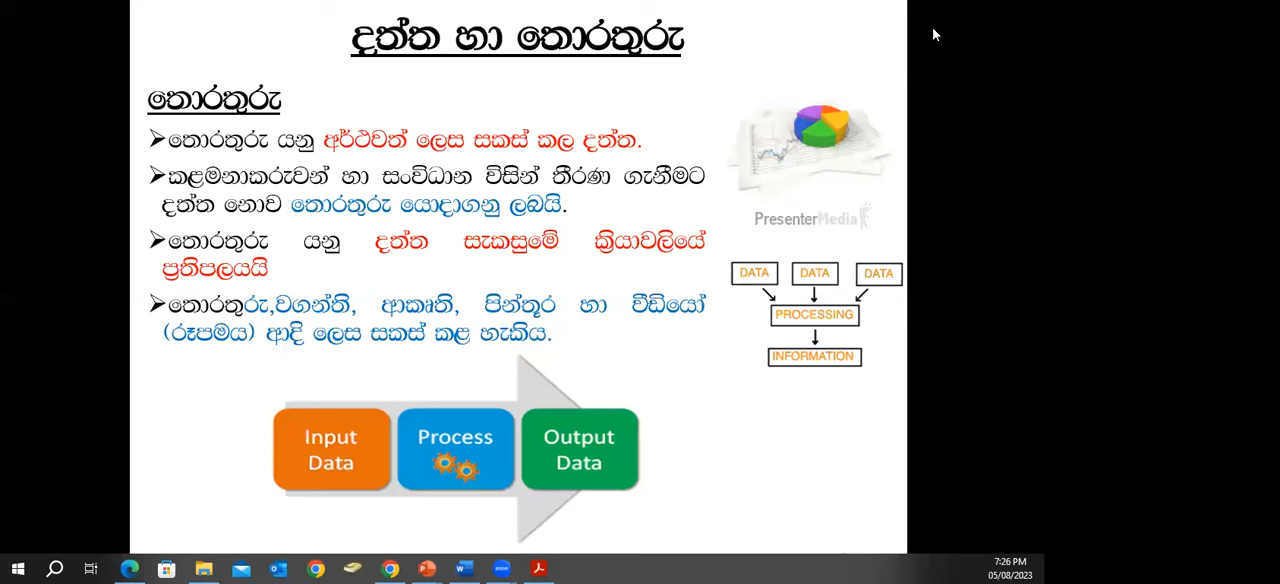 දත්ත හා තොරතුරු
තොරතුරු
➢තොරතුරු යනු අර්ථවත් ලෙස සකස් කල දත්ත.
➢කළමනාකරුවන් හා සංවිධාන විසින් තීරණ ගැනීමට
දත්ත නොව තොරතුරු යොදාගනු ලබයි.
➢තොරතුරු යනු දත්ත සැකසුමේ ක්‍රියාවලියේ
ප්‍රතිපලයයි
➢තොරතුරු,වගන්ති, ආකෘති, පින්තූර හා වීඩියෝ
(රූපමය) ආදි ලෙස සකස් කළ හැකිය.
PresenterMedia
DATA DATA DATA
PROCESSING
INFORMATION
Input Process Output
Data Data
7:26 PM
05/08/2023